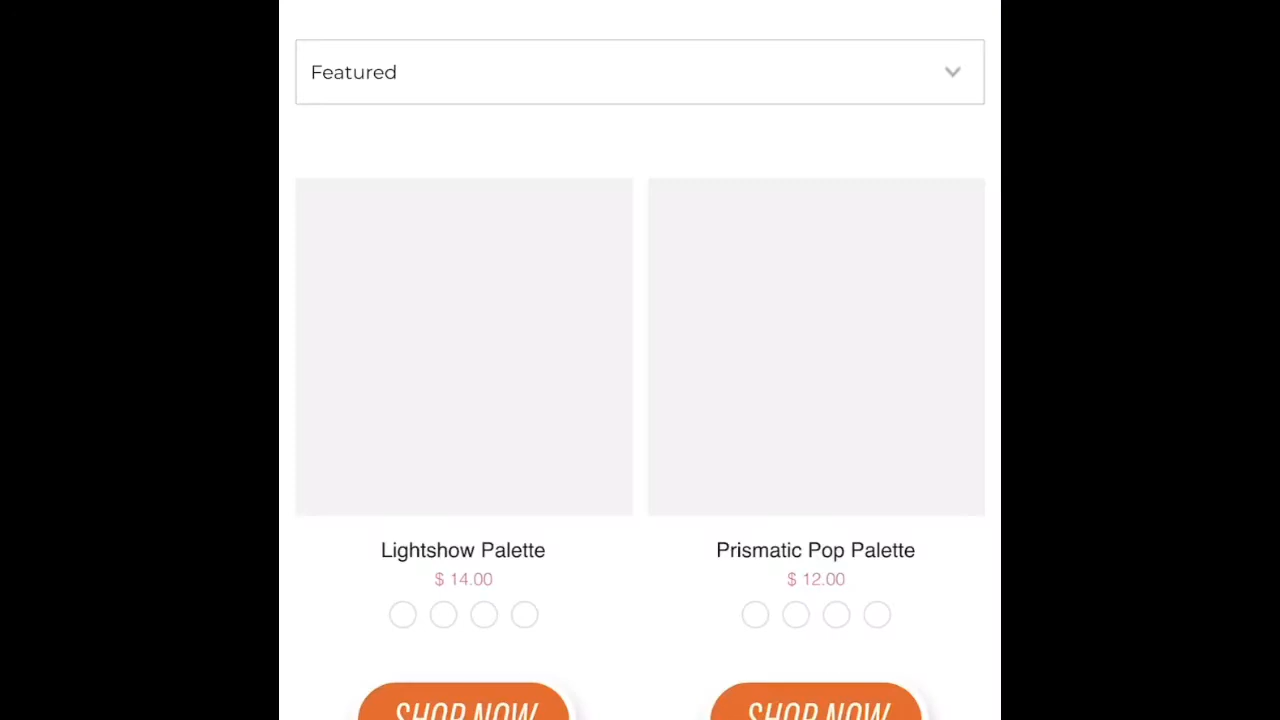 Featured
Lightshow Palette
Prismatic Pop Palette
$ 14.00
$ 12.00
SHOP NOW
SHOP NOW